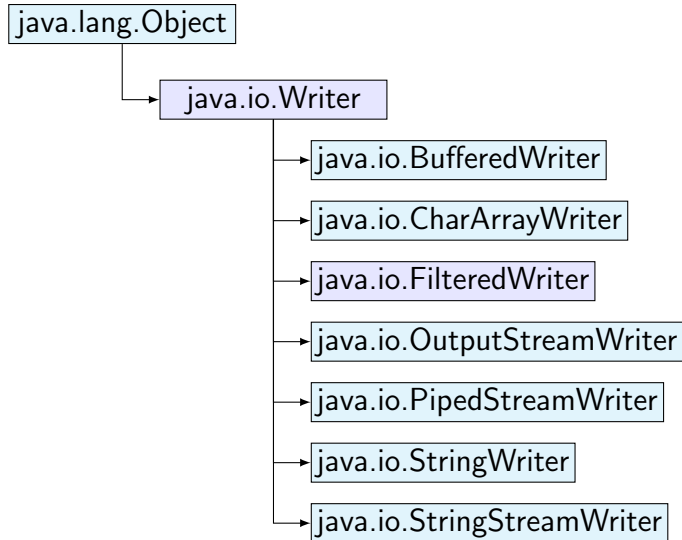 java.lang.Object
java.io.Writer
java.io.BufferedWriter
java.io.CharArrayWriter
java.io.FilteredWriter
java.io.OutputStreamWriter
java.io.PipedStreamWriter
java.io.StringWriter
java.io.StringStreamWriter